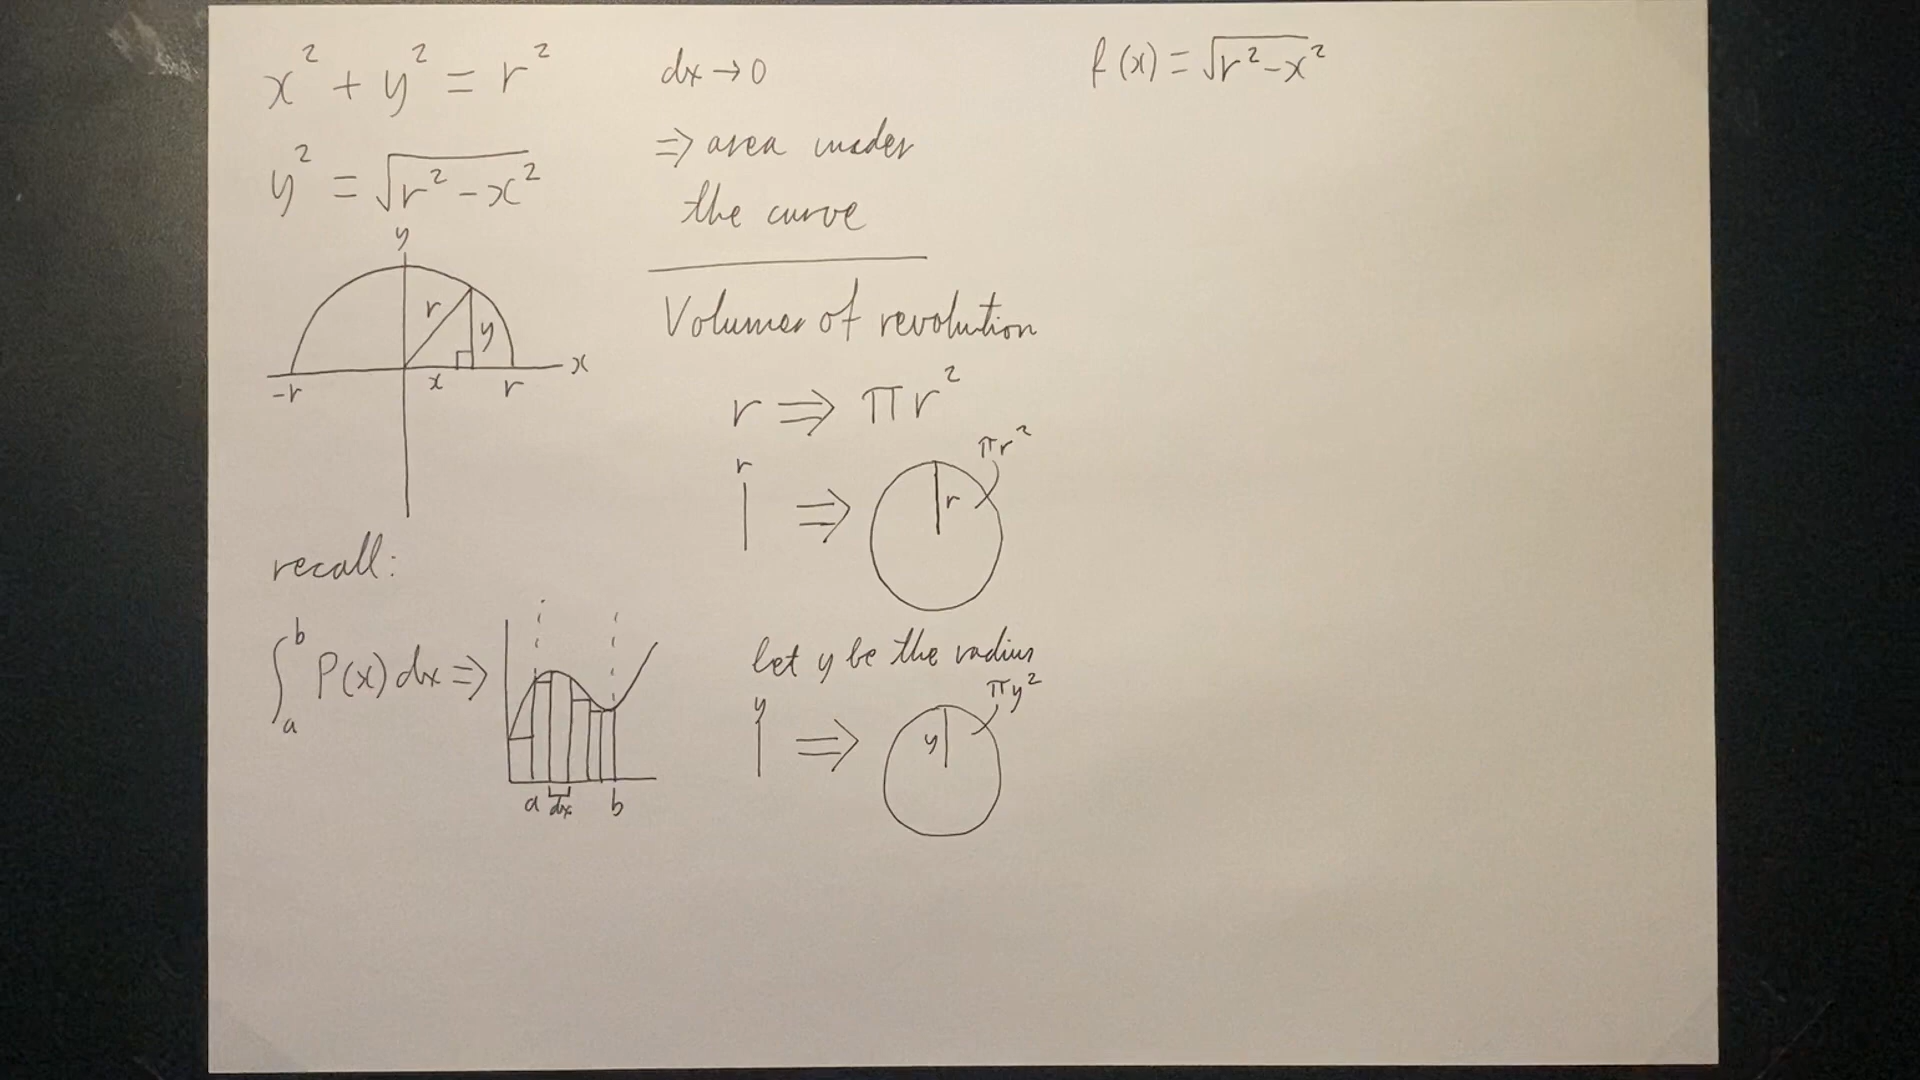 x² + y² = r²
y² = √r² - x²
y
r
y
x
-r
x
r
recall:
∫ₐᵇ P(x) dx ⇒
a
dx
b
dx → 0
⇒ area under
the curve
Volumes of revolution
r ⇒ πr²
r
⇒
r
πr²
let y be the radius
y
⇒
y
πy²
f(x) = √r² - x²